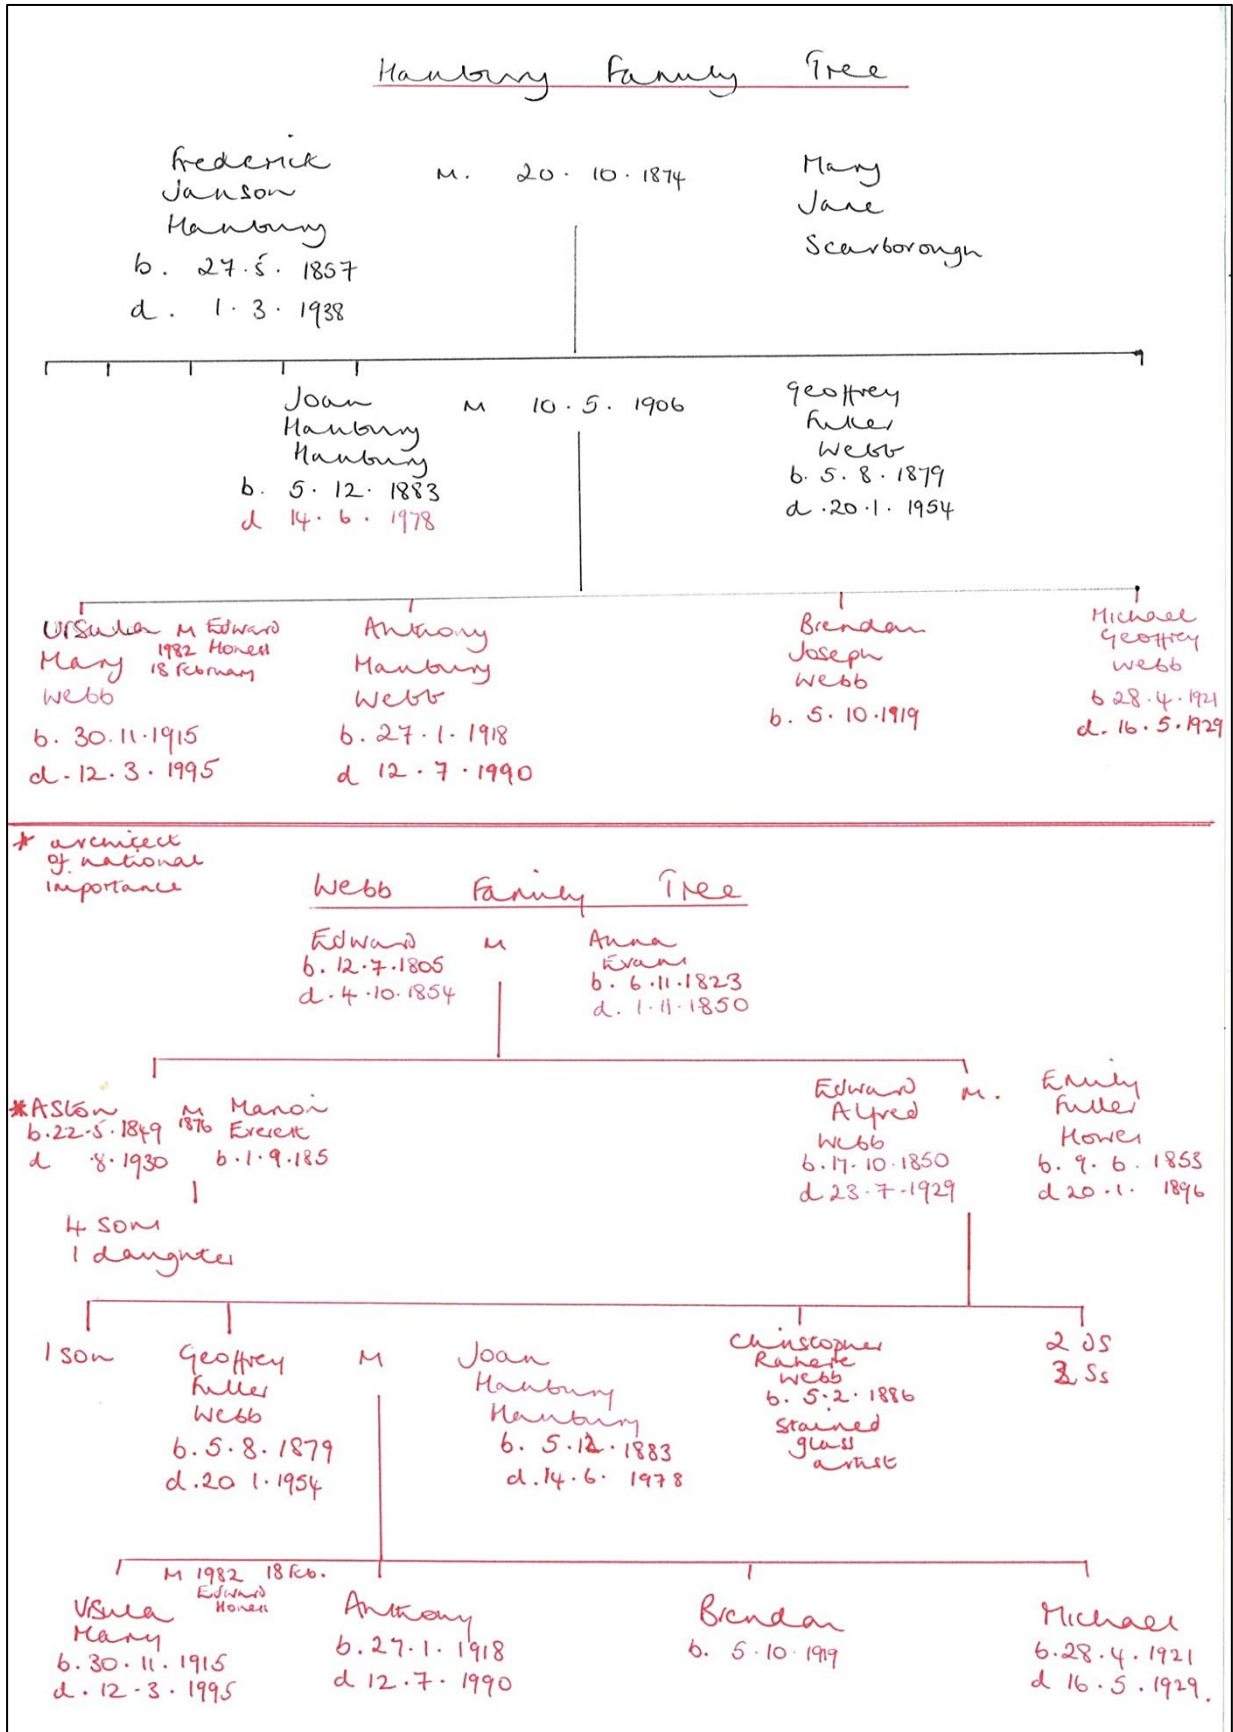 Hanbury Family Tree
Frederick M. 20.10.1874 Mary
Janson Jane
Hanbury Scarborough
b. 27.5.1857
d. 1.3.1938
Joan M 10.5.1906 Geoffrey
Hanbury Fuller
Hanbury Webb
b. 5.12.1883 b. 5.8.1879
d 14.6.1978 d.20.1.1954
Ursula M Edward
Mary 1982 Honess
Webb 18 February
b. 30.11.1915
d.12.3.1995
Anthony
Hanbury
Webb
b. 27.1.1918
d 12.7.1990
Brendan
Joseph
Webb
b. 5.10.1919
Michael
Geoffrey
Webb
b 28.4.1921
d. 16.5.1929
* architect
of national
importance
Webb Family Tree
Edward M Anna
b. 12.7.1805 Evans
d.4.10.1854 b. 6.11.1823
d. 1.11.1850
*Aston M Marion
b.22.5.1849 1876 Everett
d .8.1930 b.1.9.185
4 sons
1 daughter
Edward M. Emily
Alfred Fuller
Webb Howes
b.17.10.1850 b. 9.6.1853
d 23.7.1929 d 20.1. 1896
1 son
Geoffrey M Joan
Fuller Hanbury
Webb Hanbury
b.5.8.1879 b. 5.12.1883
d.20 1.1954 d.14.6. 1978
Christopher
Rahere
Webb
b. 5.2.1886
stained
glass
artist
2 Ss
M 1982 18 Feb.
Edward
Honess
Ursula
Mary
b.30.11.1915
d.12.3.1995
Anthony
b.27.1.1918
d 12.7.1990
Brendan
b. 5.10.1919
Michael
b.28.4.1921
d 16.5.1929.